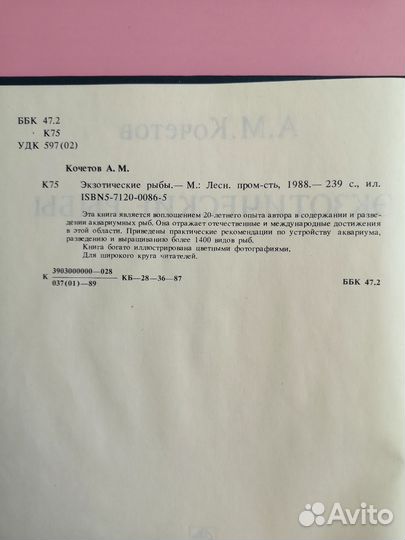 ББК 47.2
К75
УДК 597(02)
А.М.Кочетов
Кочетов А. М.
К75 Экзотические рыбы.— М.: Лесн. пром-сть, 1988.— 239 с., ил.
ISBN5-7120-0086-5
Эта книга является воплощением 20-летнего опыта автора в содержании и разве-
дении аквариумных рыб. Она отражает отечественные и международные достижения
в этой области. Приведены практические рекомендации по устройству аквариума,
разведению и выращиванию более 1400 видов рыб.
Книга богато иллюстрирована цветными фотографиями.
Для широкого круга читателей.
К 3903000000—028
037(01)—89 КБ—28—36—87
ББК 47.2
Avito